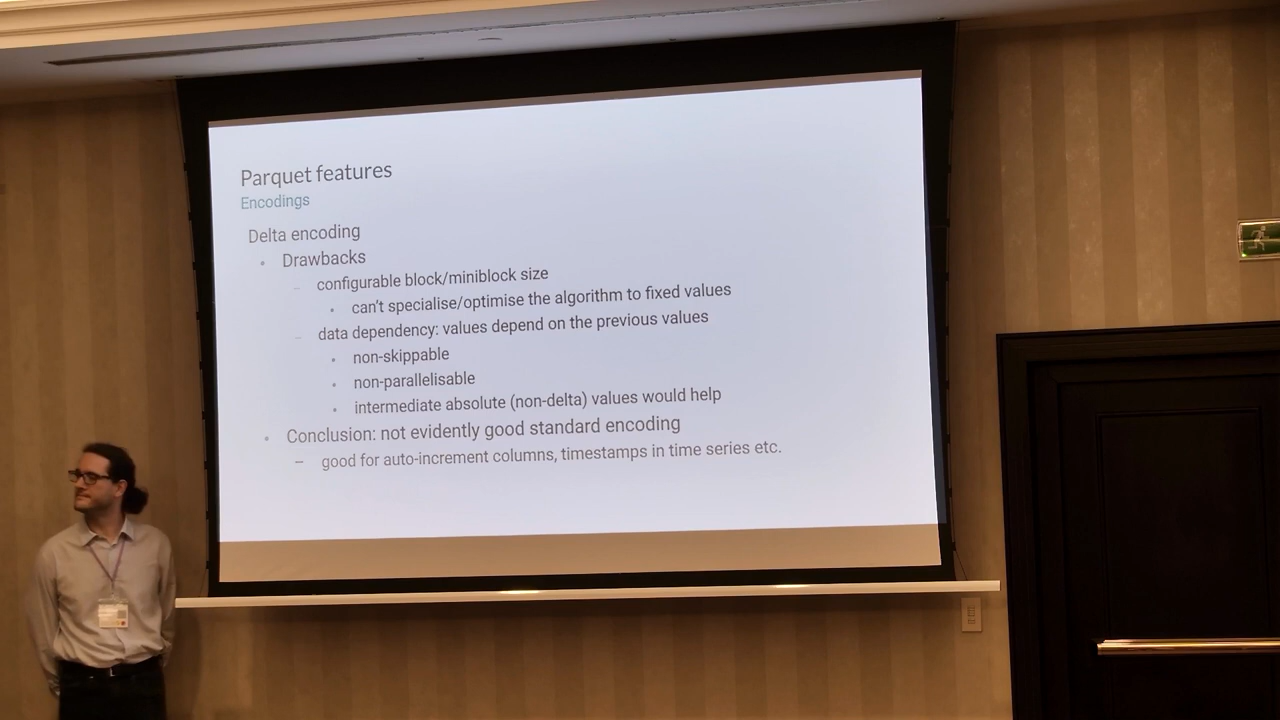 Parquet features
Encodings
Delta encoding
• Drawbacks
– configurable block/miniblock size
• can't specialise/optimise the algorithm to fixed values
– data dependency: values depend on the previous values
• non-skippable
• non-parallelisable
• intermediate absolute (non-delta) values would help
• Conclusion: not evidently good standard encoding
– good for auto-increment columns, timestamps in time series etc.